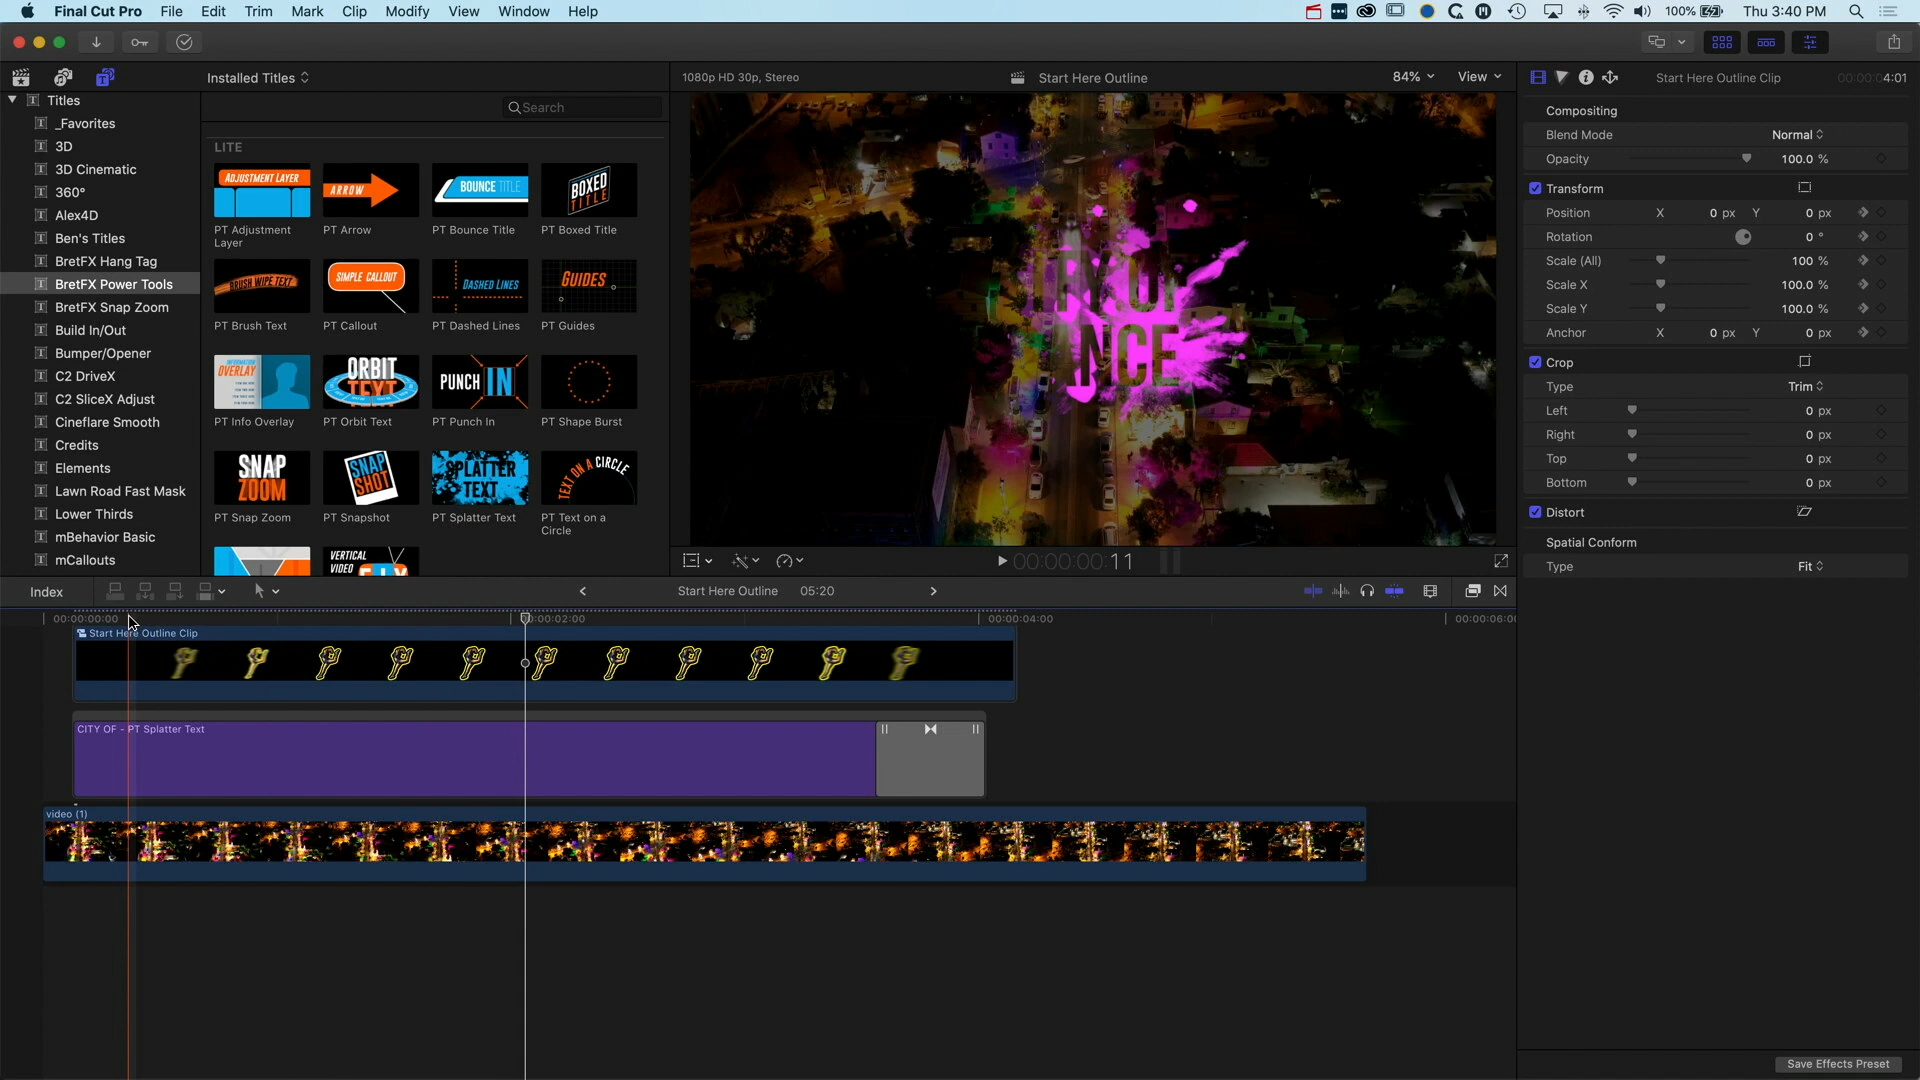 Final Cut Pro File Edit Trim Mark Clip Modify View Window Help
100% Thu 3:40 PM
Installed Titles
1080p HD 30p, Stereo
Start Here Outline
84% View
Start Here Outline Clip
00:00:04:01
Titles
_Favorites
3D
3D Cinematic
360°
Alex4D
Ben's Titles
BretFX Hang Tag
BretFX Power Tools
BretFX Snap Zoom
Build In/Out
Bumper/Opener
C2 DriveX
C2 SliceX Adjust
Cineflare Smooth
Credits
Elements
Lawn Road Fast Mask
Lower Thirds
mBehavior Basic
mCallouts
Search
LITE
ADJUSTMENT LAYER
ARROW
BOUNCE TITLE
BOXED TITLE
PT Adjustment Layer
PT Arrow
PT Bounce Title
PT Boxed Title
BRUSH WIPE TEXT
SIMPLE CALLOUT
DASHED LINES
GUIDES
PT Brush Text
PT Callout
PT Dashed Lines
PT Guides
INFORMATION OVERLAY
ORBIT TEXT
PUNCH IN
PT Info Overlay
PT Orbit Text
PT Punch In
PT Shape Burst
SNAP ZOOM
SNAP SHOT
SPLATTER TEXT
TEXT ON A CIRCLE
PT Snap Zoom
PT Snapshot
PT Splatter Text
PT Text on a Circle
VERTICAL VIDEO
NCE
00:00:00:11
Compositing
Blend Mode Normal
Opacity 100.0 %
Transform
Position X 0 px Y 0 px
Rotation 0 °
Scale (All) 100 %
Scale X 100.0 %
Scale Y 100.0 %
Anchor X 0 px Y 0 px
Crop
Type Trim
Left 0 px
Right 0 px
Top 0 px
Bottom 0 px
Distort
Spatial Conform
Type Fit
Index
Start Here Outline 05:20
00:00:00:00
00:00:02:00
00:00:04:00
00:00:06:0
Start Here Outline Clip
CITY OF - PT Splatter Text
video (1)
Save Effects Preset